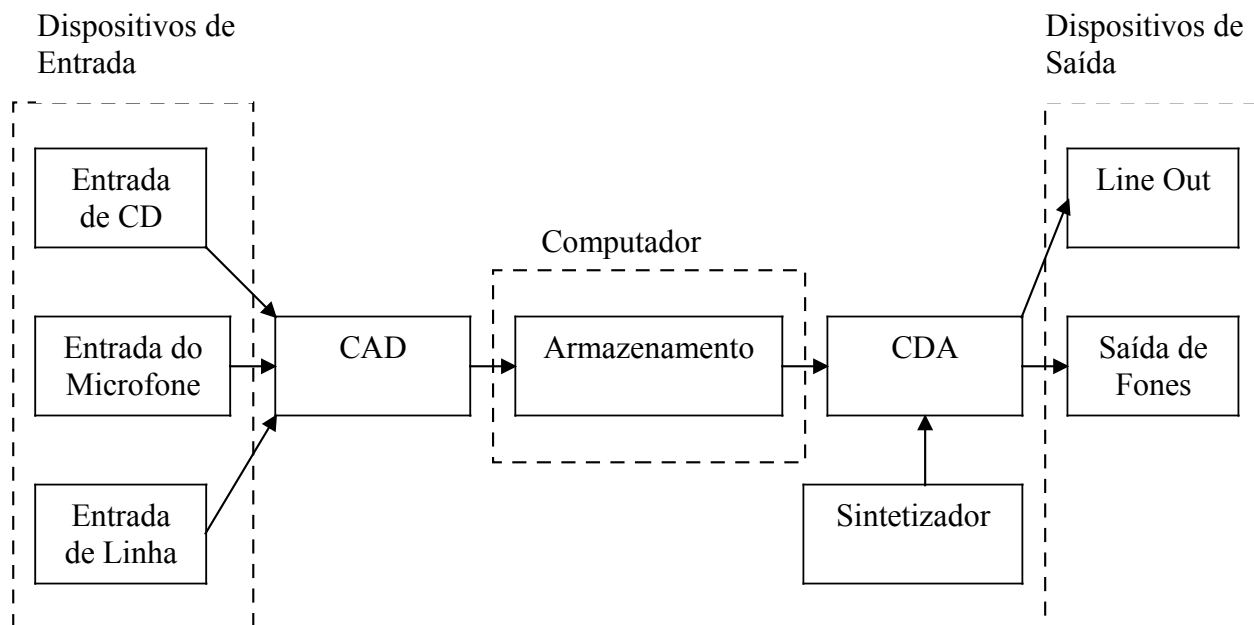 Dispositivos de
Entrada
Dispositivos de
Saída
Entrada
de CD
Line Out
Computador
Entrada do
Microfone
CAD
Armazenamento
CDA
Saída de
Fones
Entrada
de Linha
Sintetizador